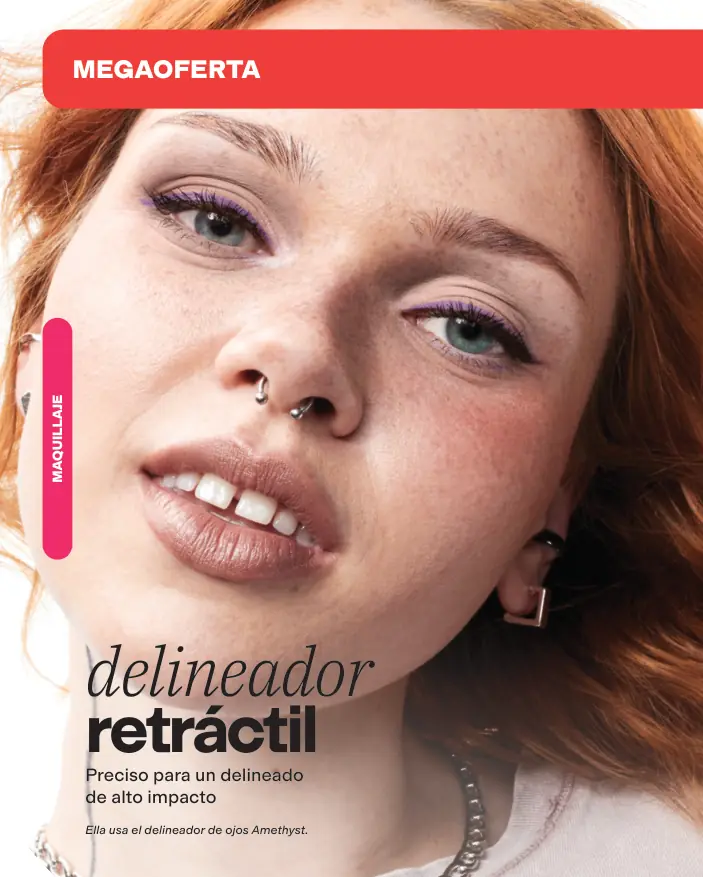 MEGAOFERTA
MAQUILLAJE
delineador
retráctil
Preciso para un delineado
de alto impacto
Ella usa el delineador de ojos Amethyst.